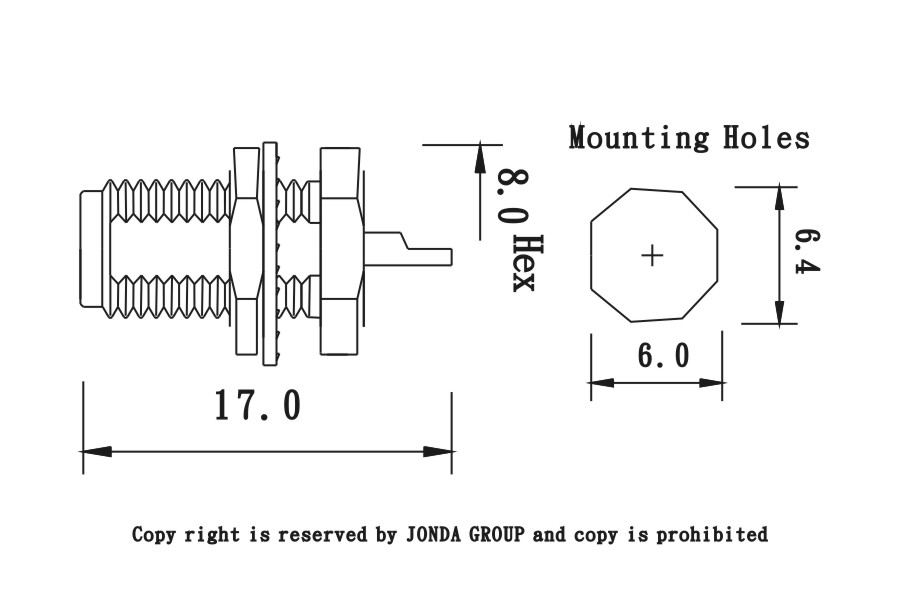 Mounting Holes
8.0 Hex
6.4
6.0
17.0
Copy right is reserved by JONDA GROUP and copy is prohibited